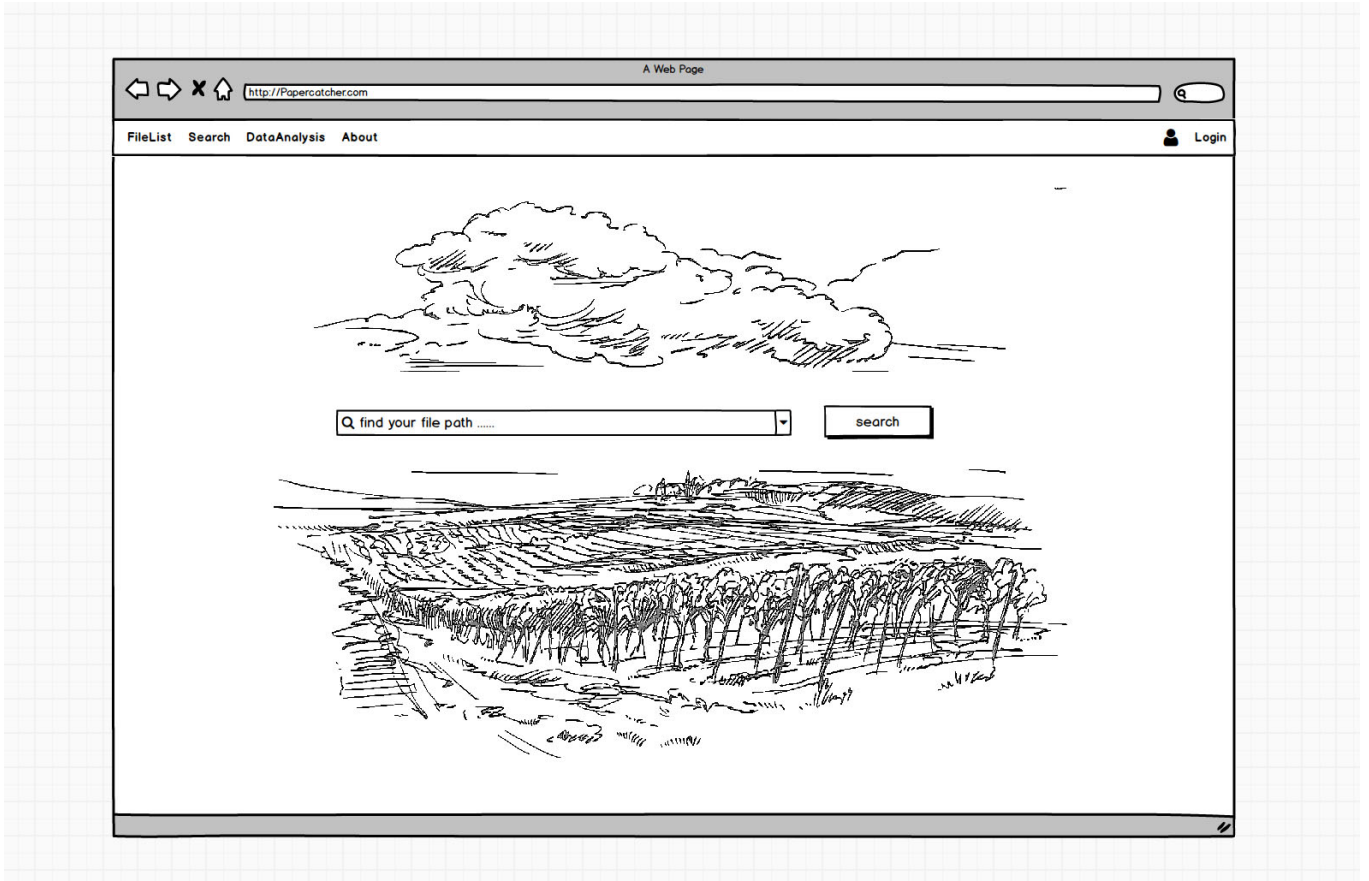 A Web Page
http://Papercatcher.com
FileList Search DataAnalysis About Login
find your file path ...... search